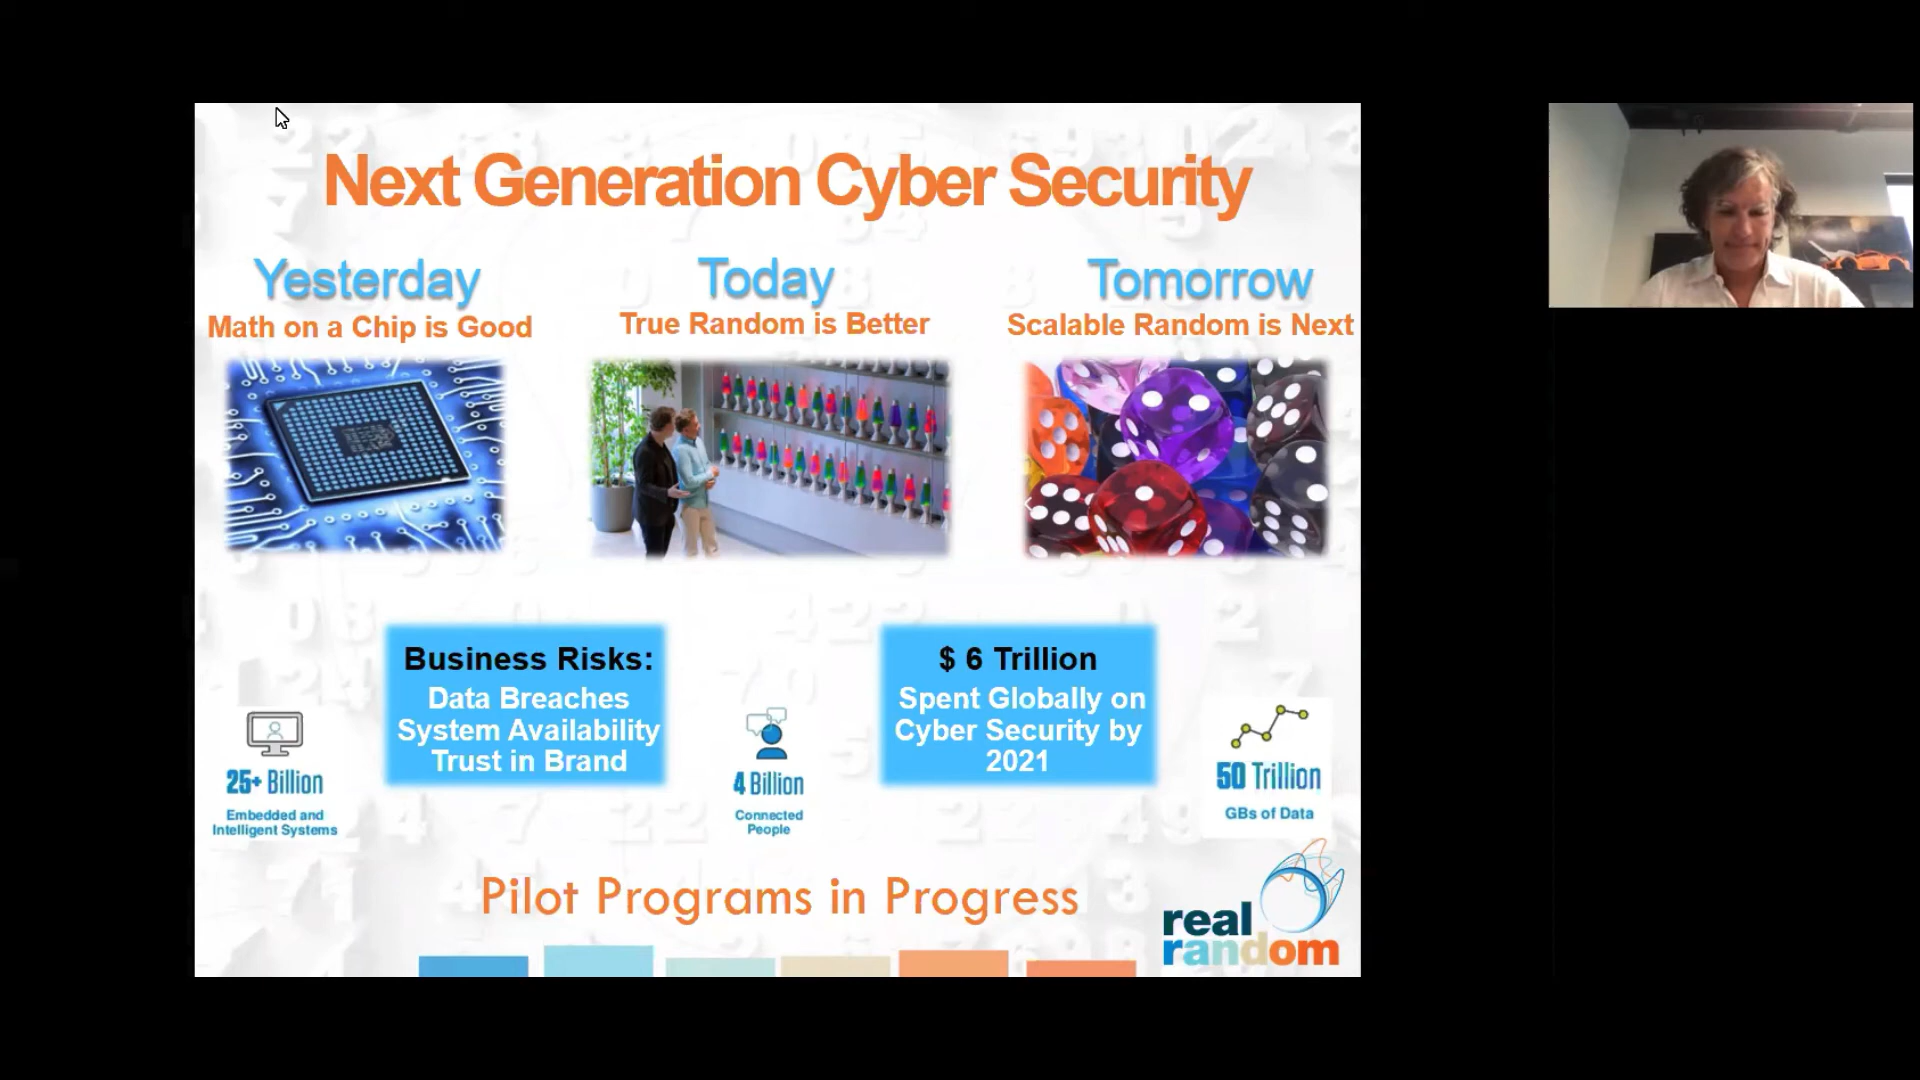 Next Generation Cyber Security
Yesterday
Math on a Chip is Good
Today
True Random is Better
Tomorrow
Scalable Random is Next
Business Risks:
Data Breaches
System Availability
Trust in Brand
$ 6 Trillion
Spent Globally on
Cyber Security by
2021
25+ Billion
Embedded and
Intelligent Systems
4 Billion
Connected
People
50 Trillion
GBs of Data
Pilot Programs in Progress
real
random